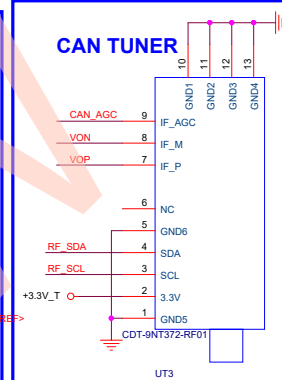 CAN TUNER
10
11
12
13
GND1
GND2
GND3
GND4
CAN_AGC 9 IF_AGC
VON 8 IF_M
VOP 7 IF_P
6 NC
5 GND6
RF_SDA 4 SDA
RF_SCL 3 SCL
+3.3V_T 2 3.3V
REF> 1 GND5
CDT-9NT372-RF01
UT3